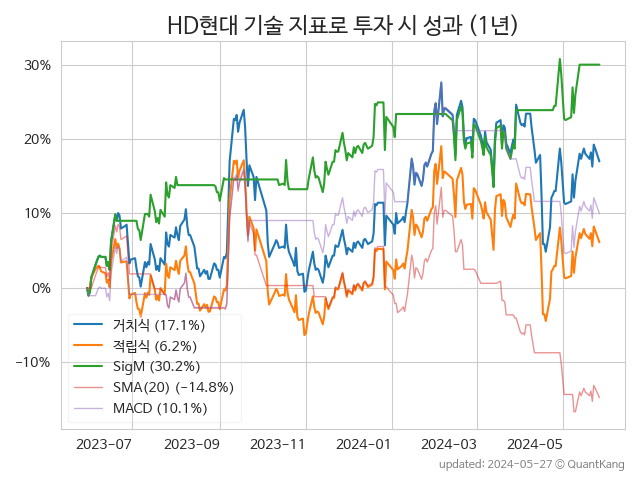 HD현대 기술 지표로 투자 시 성과 (1년)
30%
20%
10%
0%
−10%
거치식 (17.1%)
적립식 (6.2%)
SigM (30.2%)
SMA(20) (−14.8%)
MACD (10.1%)
2023-07 2023-09 2023-11 2024-01 2024-03 2024-05
updated: 2024-05-27 © QuantKang